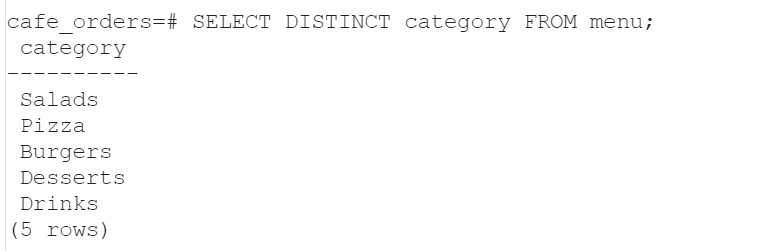 cafe_orders=# SELECT DISTINCT category FROM menu;
category
----------
Salads
Pizza
Burgers
Desserts
Drinks
(5 rows)